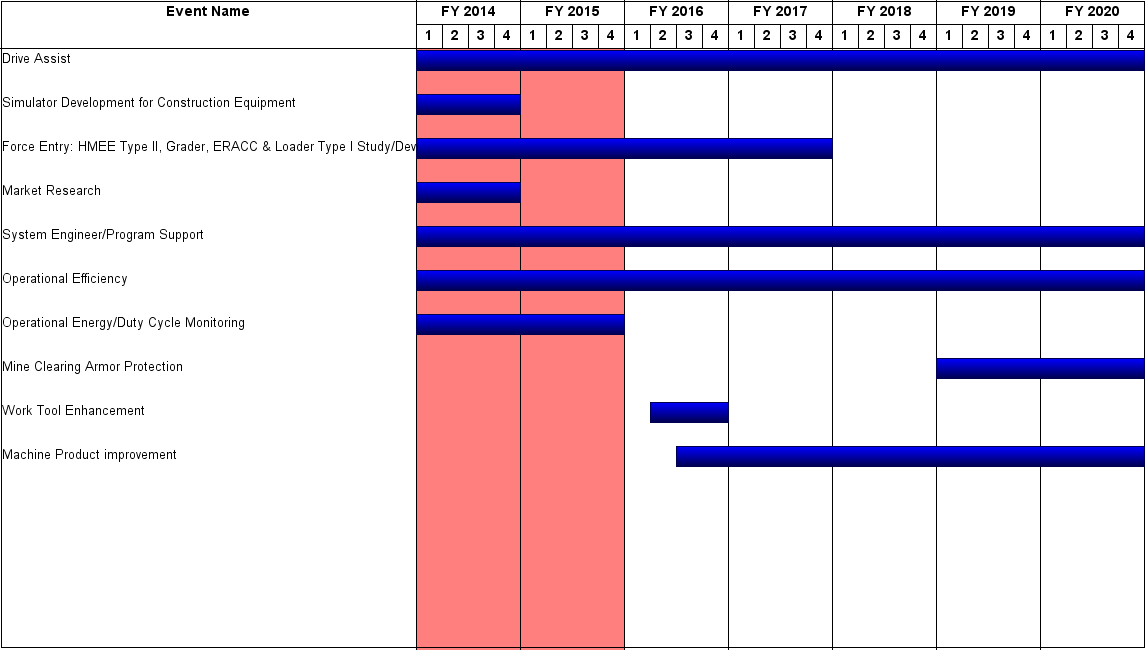 Event Name FY 2014 FY 2015 FY 2016 FY 2017 FY 2018 FY 2019 FY 2020
1 2 3 4 1 2 3 4 1 2 3 4 1 2 3 4 1 2 3 4 1 2 3 4 1 2 3 4
Drive Assist
Simulator Development for Construction Equipment
Force Entry: HMEE Type II, Grader, ERACC & Loader Type I Study/Dev
Market Research
System Engineer/Program Support
Operational Efficiency
Operational Energy/Duty Cycle Monitoring
Mine Clearing Armor Protection
Work Tool Enhancement
Machine Product improvement